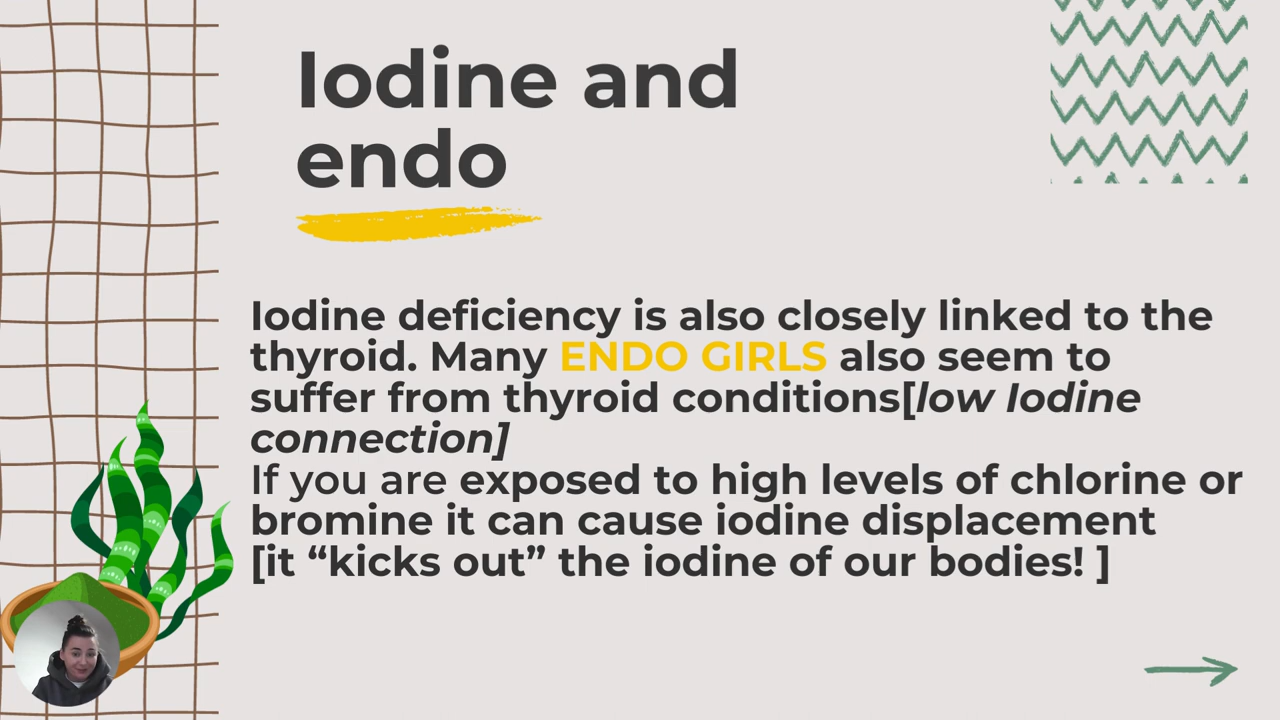 Iodine and
endo
Iodine deficiency is also closely linked to the
thyroid. Many ENDO GIRLS also seem to
suffer from thyroid conditions[low Iodine
connection]
If you are exposed to high levels of chlorine or
bromine it can cause iodine displacement
[it “kicks out” the iodine of our bodies! ]